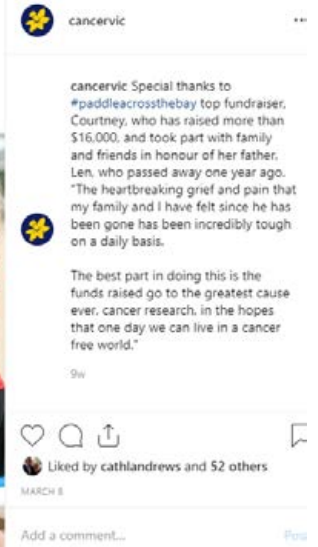 cancervic
cancervic Special thanks to
#paddleacrossthebay top fundraiser,
Courtney, who has raised more than
$16,000, and took part with family
and friends in honour of her father,
Len, who passed away one year ago.
"The heartbreaking grief and pain that
my family and I have felt since he has
been gone has been incredibly tough
on a daily basis.
The best part in doing this is the
funds raised go to the greatest cause
ever, cancer research, in the hopes
that one day we can live in a cancer
free world."
9w
Liked by cathlandrews and 52 others
MARCH 8
Add a comment...
Pos